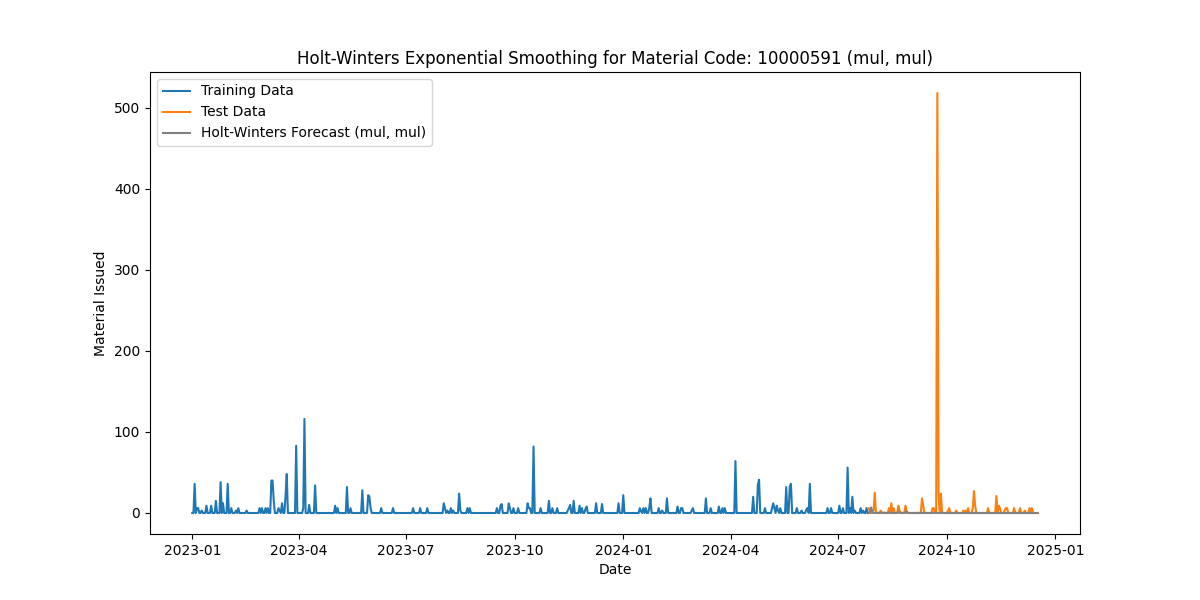 Holt-Winters Exponential Smoothing for Material Code: 10000591 (mul, mul)
Training Data
Test Data
Holt-Winters Forecast (mul, mul)
Material Issued
500
400
300
200
100
0
2023-01 2023-04 2023-07 2023-10 2024-01 2024-04 2024-07 2024-10 2025-01
Date